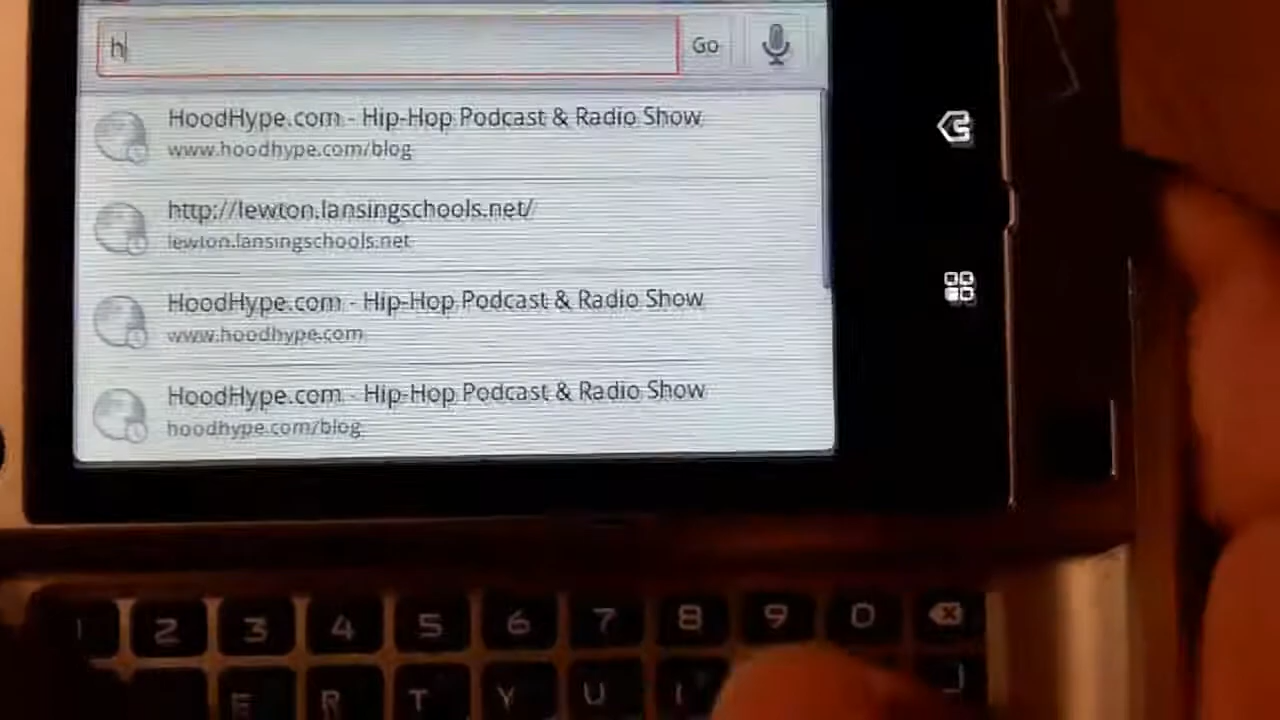 h
Go
HoodHype.com - Hip-Hop Podcast & Radio Show
www.hoodhype.com/blog
http://lewton.lansingschools.net/
lewton.lansingschools.net
HoodHype.com - Hip-Hop Podcast & Radio Show
www.hoodhype.com
HoodHype.com - Hip-Hop Podcast & Radio Show
hoodhype.com/blog
1 2 3 4 5 6 7 8 9 0
E R T Y U I